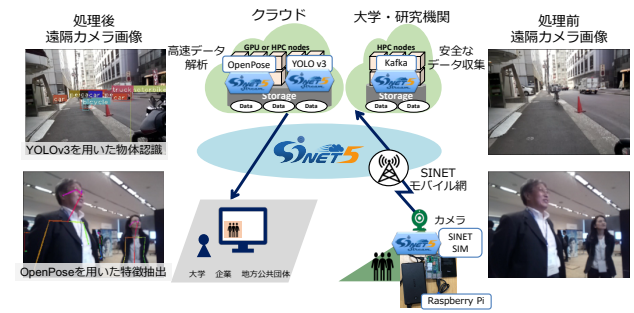 処理後
遠隔カメラ画像
クラウド
大学・研究機関
処理前
遠隔カメラ画像
高速データ
解析
GPU or HPC nodes
OpenPose
YOLO v3
Storage
Data
Data
Data
HPC nodes
Kafka
Storage
Data
Data
安全な
データ収集
truck
car
car
bicycle
YOLOv3を用いた物体認識
SINET5
SINET
モバイル網
カメラ
SINET
SIM
Raspberry Pi
大学
企業
地方公共団体
OpenPoseを用いた特徴抽出